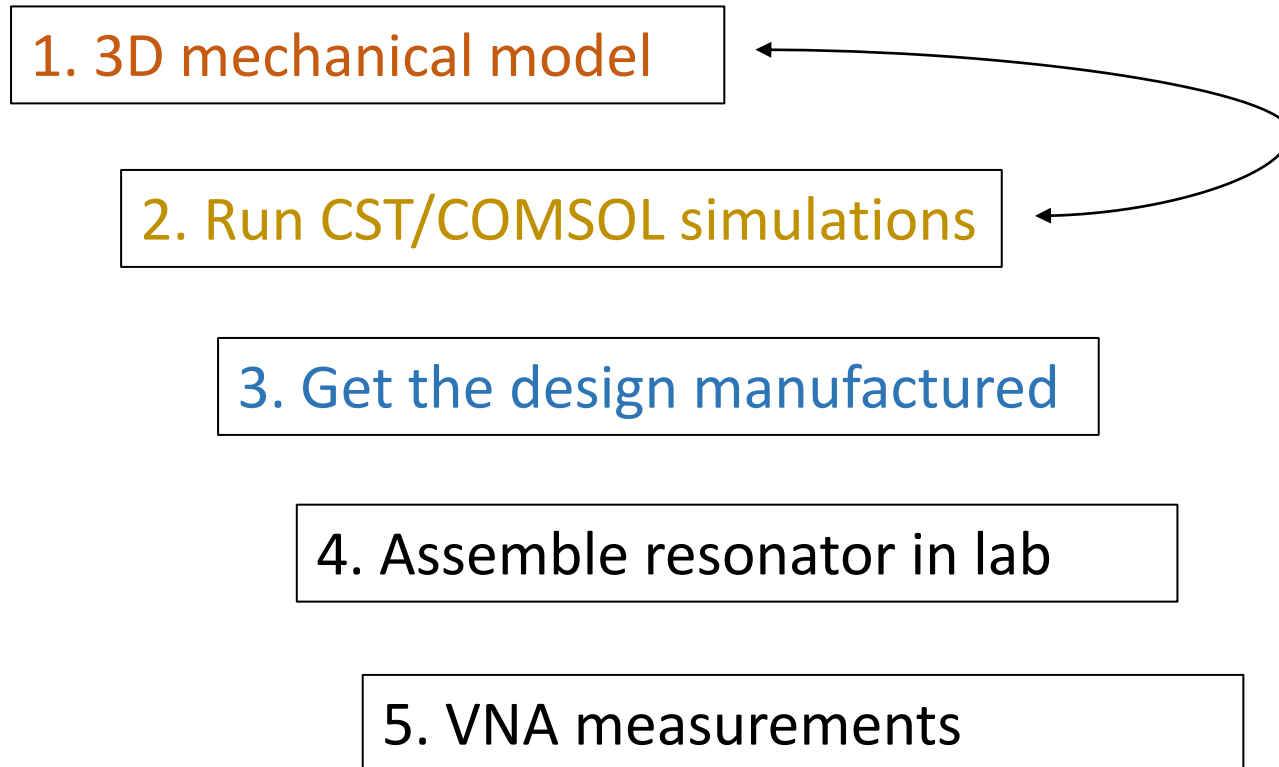 1. 3D mechanical model
2. Run CST/COMSOL simulations
3. Get the design manufactured
4. Assemble resonator in lab
5. VNA measurements